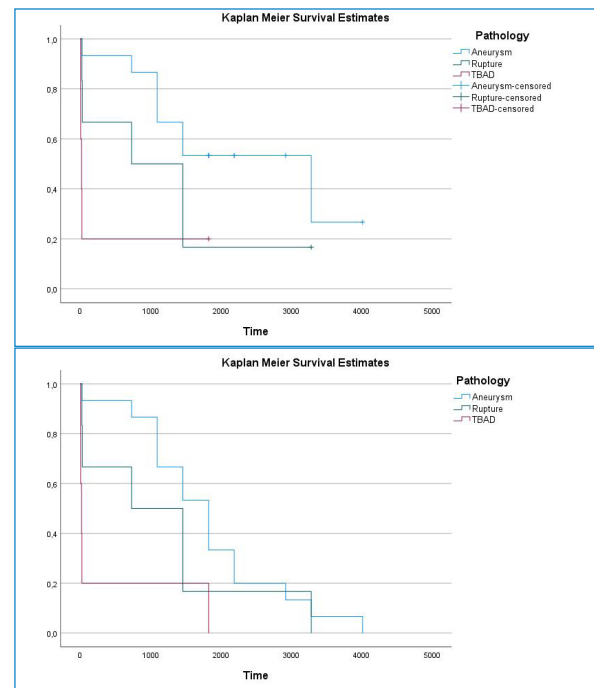 Kaplan Meier Survival Estimates
Pathology
Aneurysm
Rupture
TBAD
Aneurysm-censored
Rupture-censored
TBAD-censored
1,0
0,8
0,6
0,4
0,2
0,0
0 1000 2000 3000 4000 5000
Time
Kaplan Meier Survival Estimates
Pathology
Aneurysm
Rupture
TBAD
1,0
0,8
0,6
0,4
0,2
0,0
0 1000 2000 3000 4000 5000
Time